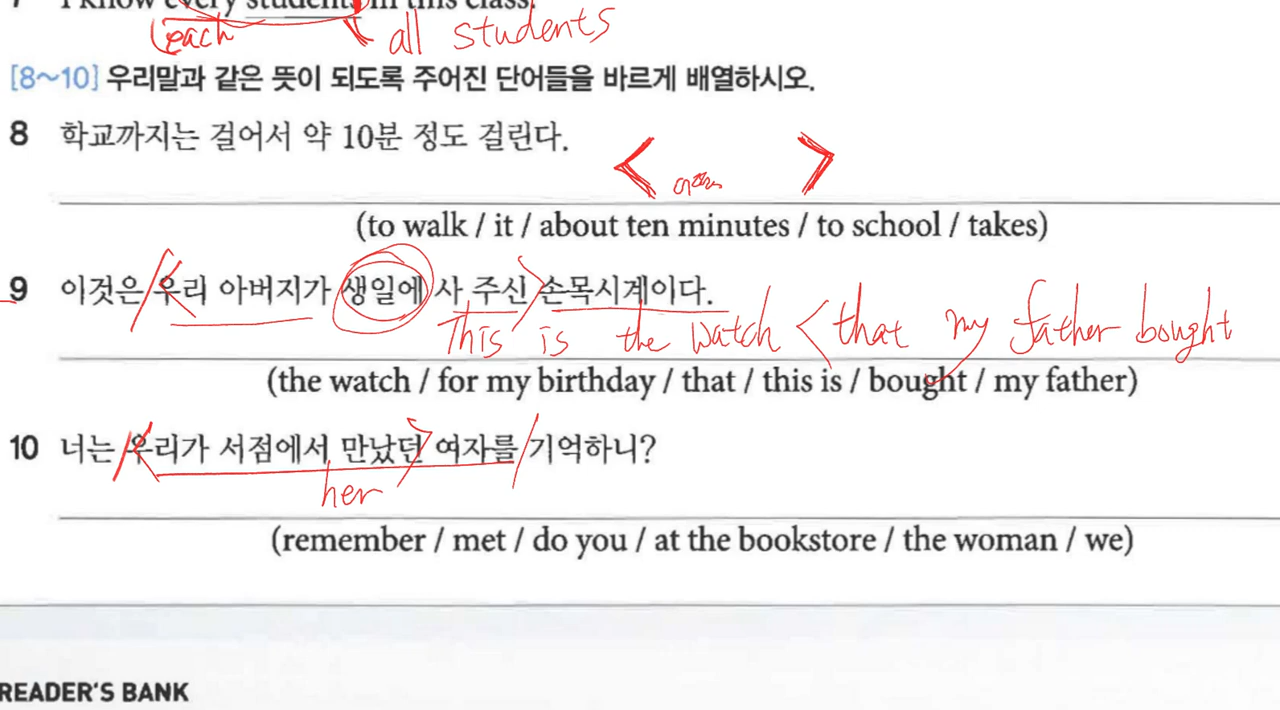 7 I know every students in this class.
(each all students
[8~10] 우리말과 같은 뜻이 되도록 주어진 단어들을 바르게 배열하시오.
8 학교까지는 걸어서 약 10분 정도 걸린다.
(to walk / it / about ten minutes / to school / takes)
9 이것은 우리 아버지가 생일에 사 주신 손목시계이다.
This is the watch < that my father bought
(the watch / for my birthday / that / this is / bought / my father)
10 너는 우리가 서점에서 만났던 여자를 기억하니?
her
(remember / met / do you / at the bookstore / the woman / we)
READER'S BANK